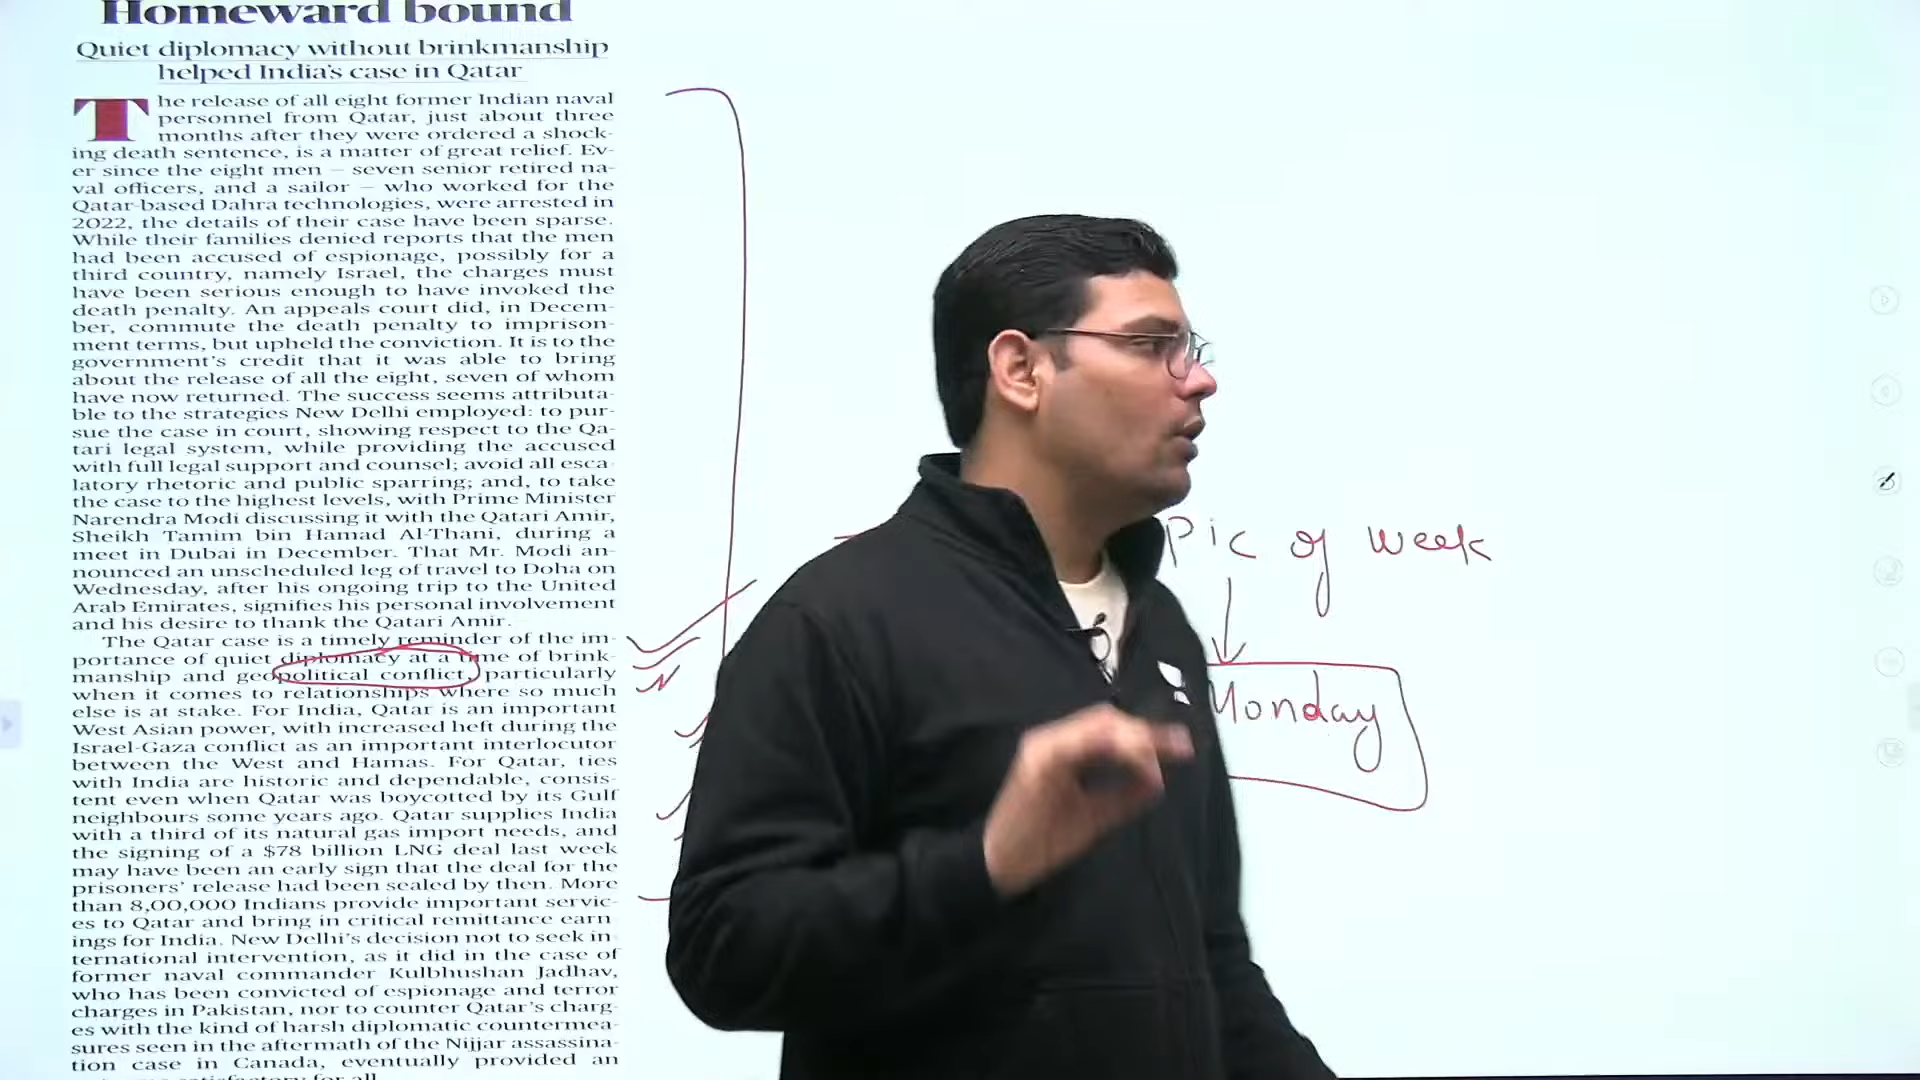 Homeward bound
Quiet diplomacy without brinkmanship
helped India's case in Qatar
The release of all eight former Indian naval
personnel from Qatar, just about three
months after they were ordered a shock-
ing death sentence, is a matter of great relief. Ev-
er since the eight men – seven senior retired na-
val officers, and a sailor – who worked for the
Qatar-based Dahra technologies, were arrested in
2022, the details of their case have been sparse.
While their families denied reports that the men
had been accused of espionage, possibly for a
third country, namely Israel, the charges must
have been serious enough to have invoked the
death penalty. An appeals court did, in Decem-
ber, commute the death penalty to imprison-
ment terms, but upheld the conviction. It is to the
government's credit that it was able to bring
about the release of all the eight, seven of whom
have now returned. The success seems attributa-
ble to the strategies New Delhi employed: to pur-
sue the case in court, showing respect to the Qa-
tari legal system, while providing the accused
with full legal support and counsel; avoid all esca-
latory rhetoric and public sparring; and, to take
the case to the highest levels, with Prime Minister
Narendra Modi discussing it with the Qatari Amir,
Sheikh Tamim bin Hamad Al-Thani, during a
meet in Dubai in December. That Mr. Modi an-
nounced an unscheduled leg of travel to Doha on
Wednesday, after his ongoing trip to the United
Arab Emirates, signifies his personal involvement
and his desire to thank the Qatari Amir.
The Qatar case is a timely reminder of the im-
portance of quiet diplomacy at a time of brink-
manship and geopolitical conflict, particularly
when it comes to relationships where so much
else is at stake. For India, Qatar is an important
West Asian power, with increased heft during the
Israel-Gaza conflict as an important interlocutor
between the West and Hamas. For Qatar, ties
with India are historic and dependable, consis-
tent even when Qatar was boycotted by its Gulf
neighbours some years ago. Qatar supplies India
with a third of its natural gas import needs, and
the signing of a $78 billion LNG deal last week
may have been an early sign that the deal for the
prisoners' release had been sealed by then. More
than 8,00,000 Indians provide important servic-
es to Qatar and bring in critical remittance earn
ings for India. New Delhi's decision not to seek in-
ternational intervention, as it did in the case of
former naval commander Kulbhushan Jadhav,
who has been convicted of espionage and terror
charges in Pakistan, nor to counter Qatar's charg-
es with the kind of harsh diplomatic countermea-
sures seen in the aftermath of the Nijjar assassina-
tion case in Canada, eventually provided an
satisfactory for all
pic of week
Monday